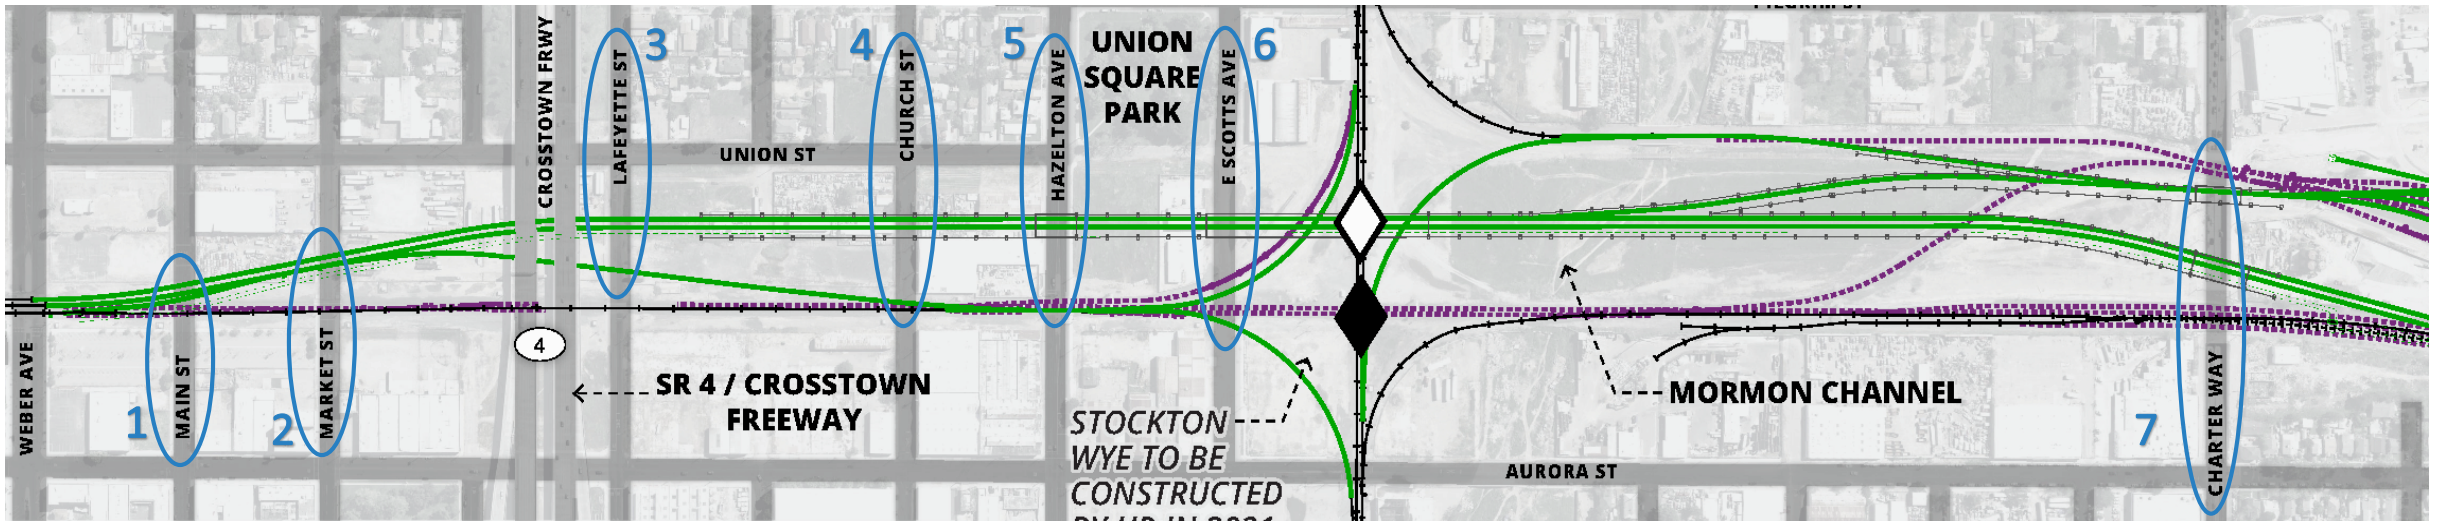 UNION
SQUARE
PARK
CROSSTOWN FRWY
LAFEYETTE ST
CHURCH ST
HAZELTON AVE
E SCOTTS AVE
3
4
5
6
UNION ST
WEBER AVE
MAIN ST
MARKET ST
1
2
4
SR 4 / CROSSTOWN
FREEWAY
STOCKTON
WYE TO BE
CONSTRUCTED
MORMON CHANNEL
AURORA ST
7
CHARTER WAY